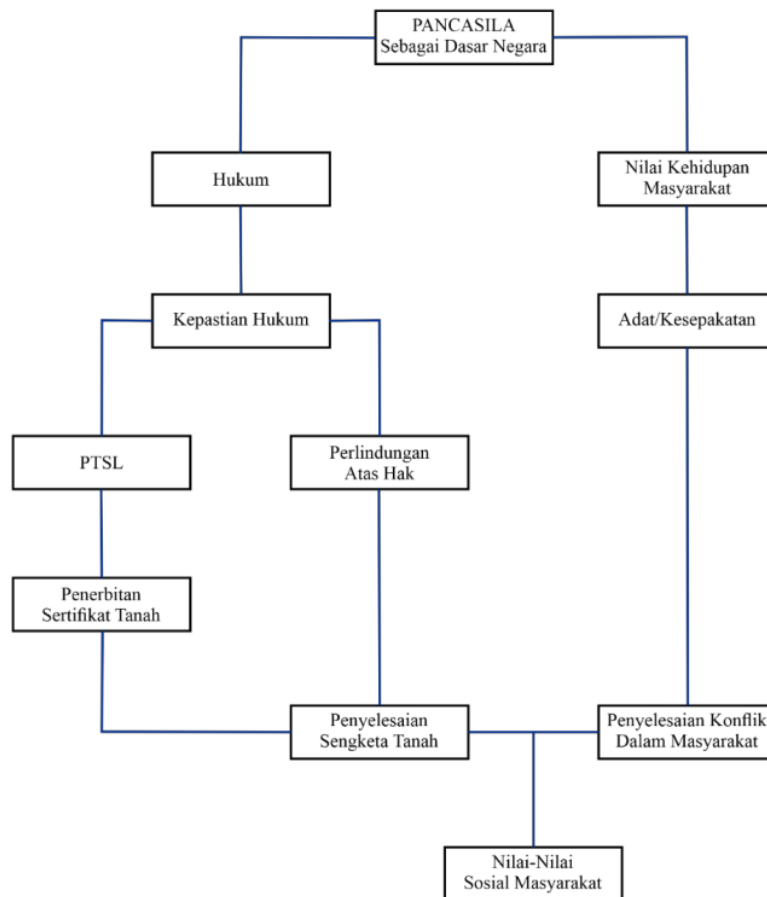 PANCASILA
Sebagai Dasar Negara
Hukum
Nilai Kehidupan
Masyarakat
Kepastian Hukum
Adat/Kesepakatan
PTSL
Perlindungan
Atas Hak
Penerbitan
Sertifikat Tanah
Penyelesaian
Sengketa Tanah
Penyelesaian Konflik
Dalam Masyarakat
Nilai-Nilai
Sosial Masyarakat